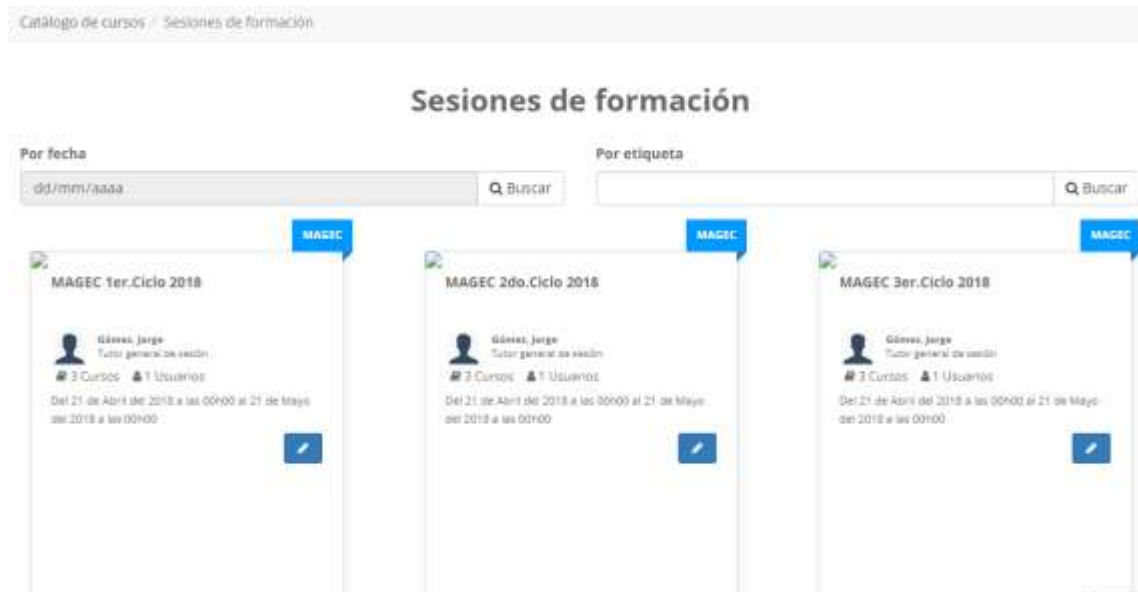 Catálogo de cursos / Sesiones de formación
Sesiones de formación
Por fecha
dd/mm/aaaa
Buscar
Por etiqueta
Buscar
MAGEC
MAGEC 1er.Ciclo 2018
Gómez, Jorge
Tutor general de sesión
3 Cursos 1 Usuarios
Del 21 de Abril del 2018 a las 00h00 al 21 de Mayo
del 2018 a las 00h00
MAGEC
MAGEC 2do.Ciclo 2018
Gómez, Jorge
Tutor general de sesión
3 Cursos 1 Usuarios
Del 21 de Abril del 2018 a las 00h00 al 21 de Mayo
del 2018 a las 00h00
MAGEC
MAGEC 3er.Ciclo 2018
Gómez, Jorge
Tutor general de sesión
3 Cursos 1 Usuarios
Del 21 de Abril del 2018 a las 00h00 al 21 de Mayo
del 2018 a las 00h00